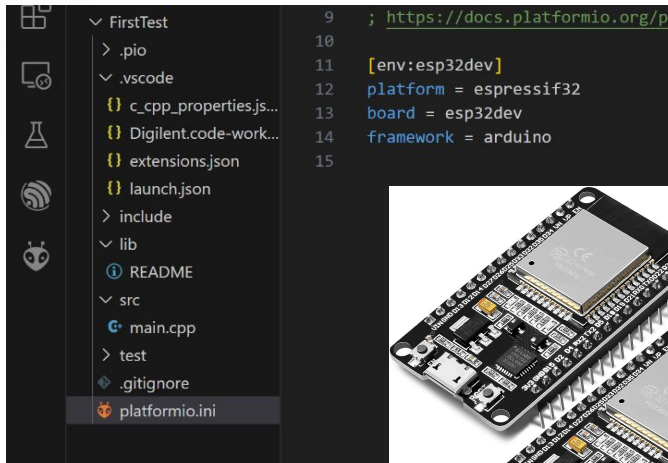 FirstTest
.pio
.vscode
{} c_cpp_properties.js...
{} Digilent.code-work...
{} extensions.json
{} launch.json
include
lib
README
src
main.cpp
test
.gitignore
platformio.ini
9 ; https://docs.platformio.org/p
10
11 [env:esp32dev]
12 platform = espressif32
13 board = esp32dev
14 framework = arduino
15